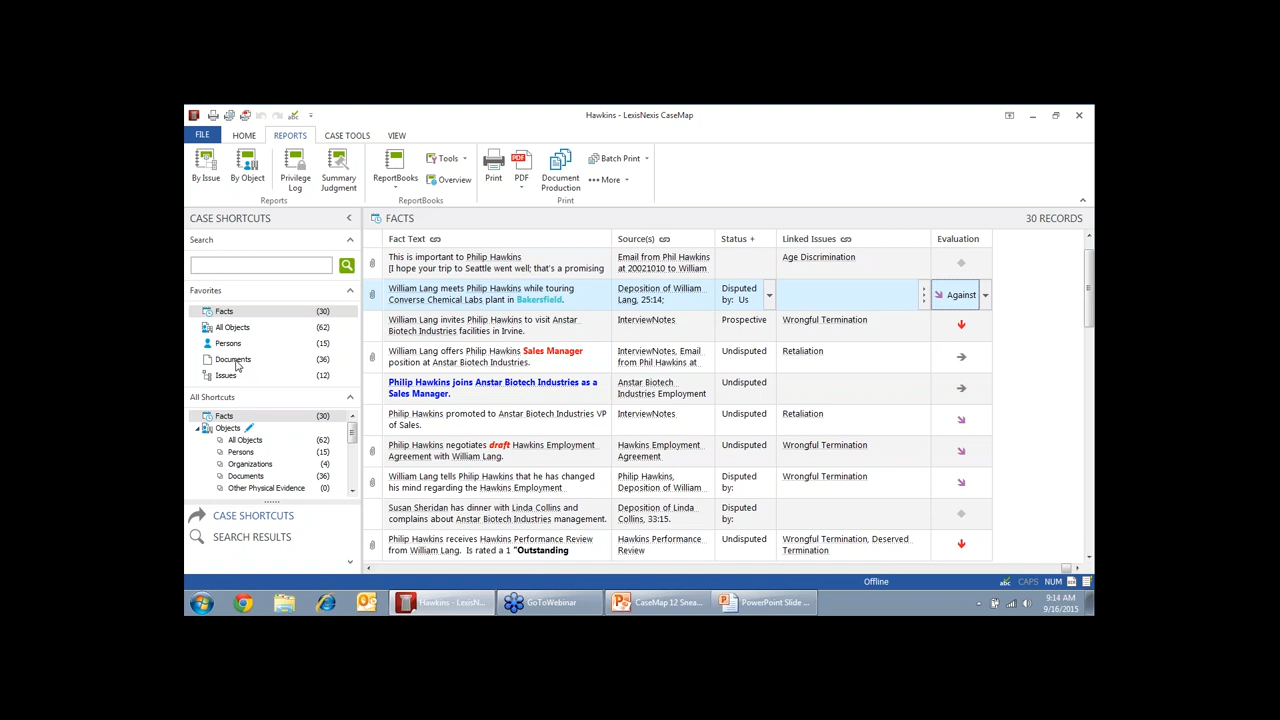 Hawkins - LexisNexis CaseMap
FILE HOME REPORTS CASE TOOLS VIEW
By Issue
By Object
Privilege
Log
Summary
Judgment
Reports
ReportBooks
Tools
Overview
ReportBooks
Print
PDF
Document
Production
Batch Print
More
Print
CASE SHORTCUTS
Search
Favorites
Facts (30)
All Objects (62)
Persons (15)
Documents (36)
Issues (12)
All Shortcuts
Facts (30)
Objects
All Objects (62)
Persons (15)
Organizations (4)
Documents (36)
Other Physical Evidence (0)
CASE SHORTCUTS
SEARCH RESULTS
FACTS 30 RECORDS
Fact Text Source(s) Status + Linked Issues Evaluation
This is important to Philip Hawkins
[I hope your trip to Seattle went well; that's a promising
Email from Phil Hawkins
at 20021010 to William
Age Discrimination
William Lang meets Philip Hawkins while touring
Converse Chemical Labs plant in Bakersfield.
Deposition of William
Lang, 25:14;
Disputed
by: Us
Against
William Lang invites Philip Hawkins to visit Anstar
Biotech Industries facilities in Irvine.
InterviewNotes
Prospective
Wrongful Termination
William Lang offers Philip Hawkins Sales Manager
position at Anstar Biotech Industries.
InterviewNotes, Email
from Phil Hawkins at
Undisputed
Retaliation
Philip Hawkins joins Anstar Biotech Industries as a
Sales Manager.
Anstar Biotech
Industries Employment
Undisputed
Philip Hawkins promoted to Anstar Biotech Industries VP
of Sales.
InterviewNotes
Undisputed
Retaliation
Philip Hawkins negotiates draft Hawkins Employment
Agreement with William Lang.
Hawkins Employment
Agreement
Undisputed
Wrongful Termination
William Lang tells Philip Hawkins that he has changed
his mind regarding the Hawkins Employment
Philip Hawkins,
Deposition of William
Disputed
by:
Wrongful Termination
Susan Sheridan has dinner with Linda Collins and
complains about Anstar Biotech Industries management.
Deposition of Linda
Collins, 33:15.
Disputed
by:
Philip Hawkins receives Hawkins Performance Review
from William Lang. Is rated a 1 "Outstanding
Hawkins Performance
Review
Undisputed
Wrongful Termination, Deserved
Termination
Offline
CAPS NUM
Hawkins - LexisN...
GoToWebinar
CaseMap 12 Snea...
PowerPoint Slide ...
9:14 AM
9/16/2015